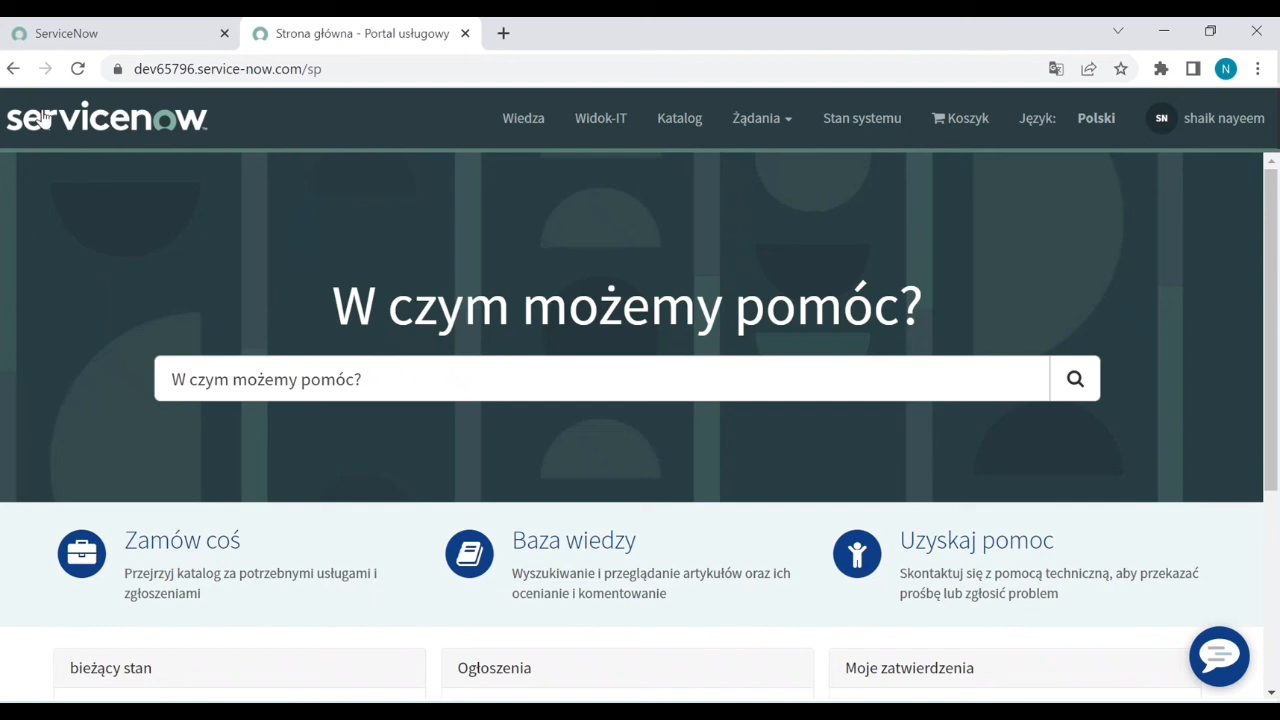 ServiceNow
Strona główna - Portal usługowy
dev65796.service-now.com/sp
N
servicenow
Wiedza
Widok-IT
Katalog
Żądania
Stan systemu
Koszyk
Język: Polski
SN
shaik nayeem
W czym możemy pomóc?
W czym możemy pomóc?
Zamów coś
Przejrzyj katalog za potrzebnymi usługami i
zgłoszeniami
Baza wiedzy
Wyszukiwanie i przeglądanie artykułów oraz ich
ocenianie i komentowanie
Uzyskaj pomoc
Skontaktuj się z pomocą techniczną, aby przekazać
prośbę lub zgłosić problem
bieżący stan
Ogłoszenia
Moje zatwierdzenia